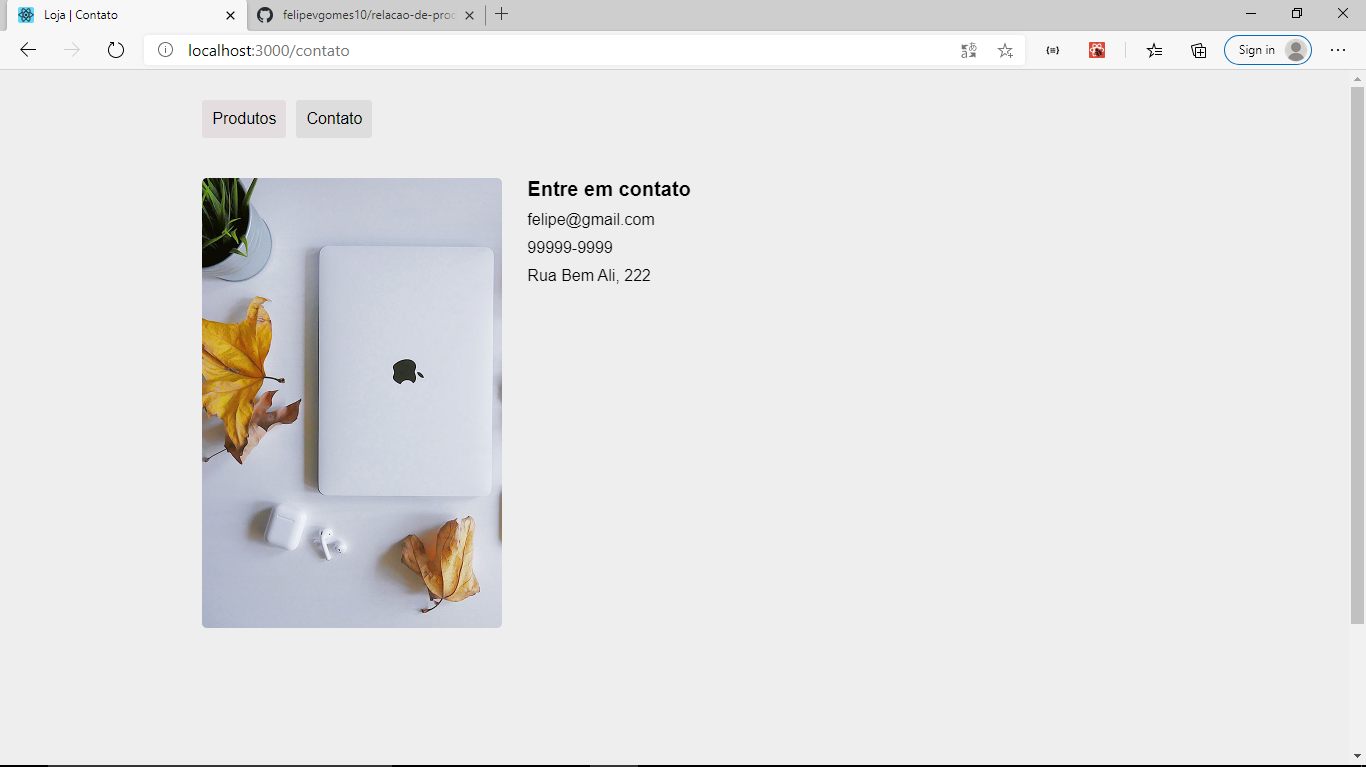 Loja | Contato
felipevgomes10/relacao-de-proc
localhost:3000/contato
Sign in
Produtos
Contato
Entre em contato
felipe@gmail.com
99999-9999
Rua Bem Ali, 222